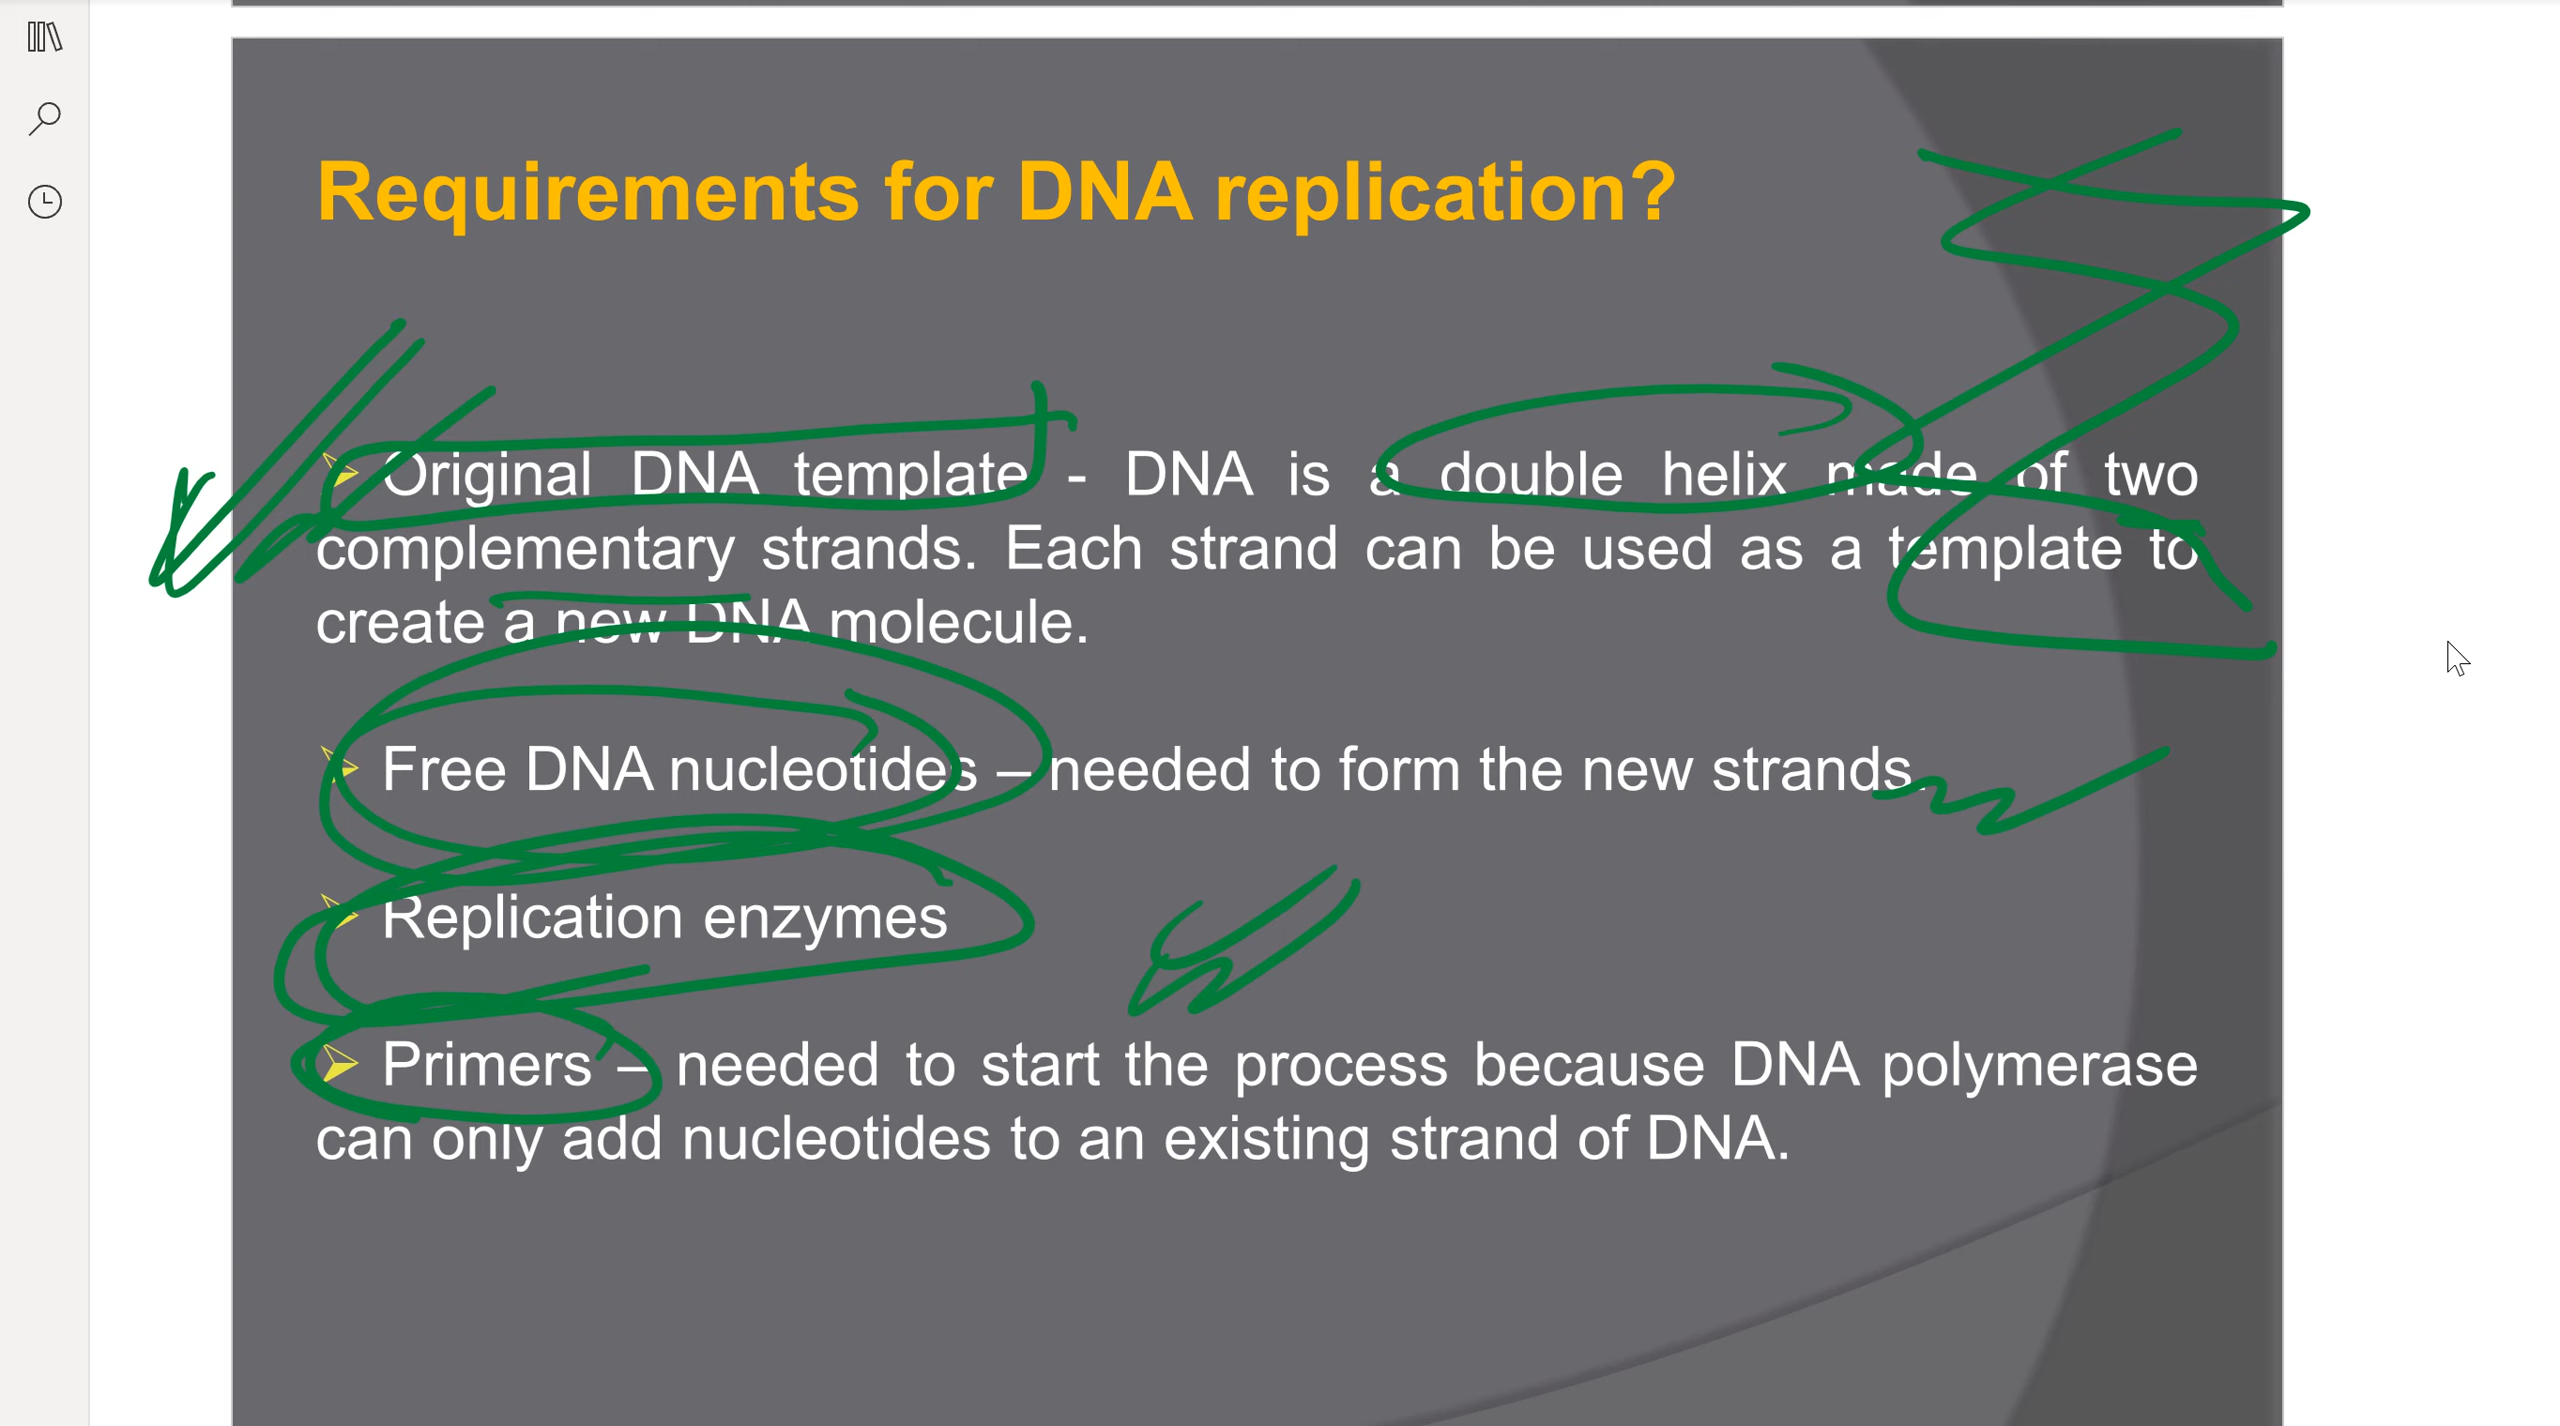 Requirements for DNA replication?
Original DNA template - DNA is a double helix made of two
complementary strands. Each strand can be used as a template to
create a new DNA molecule.
Free DNA nucleotides – needed to form the new strands.
Replication enzymes
Primers – needed to start the process because DNA polymerase
can only add nucleotides to an existing strand of DNA.